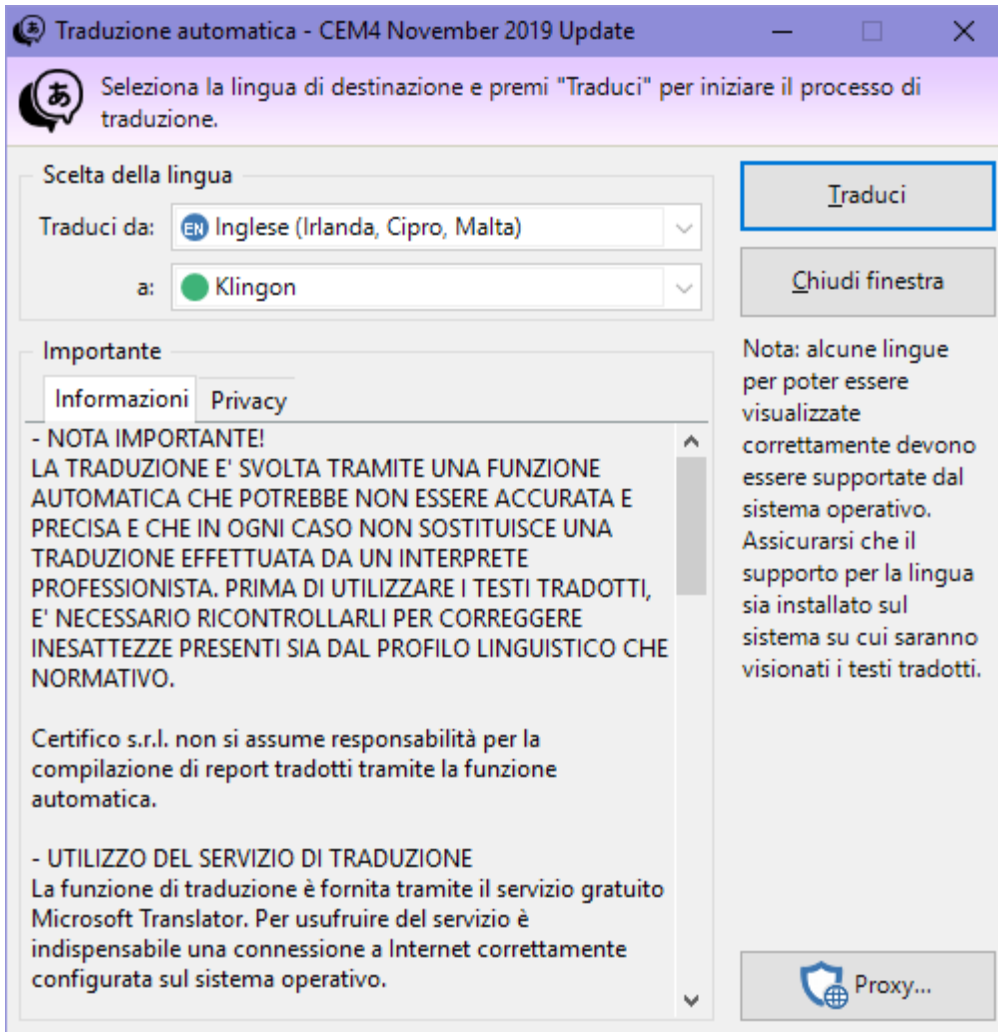 Traduzione automatica - CEM4 November 2019 Update
あ
Seleziona la lingua di destinazione e premi "Traduci" per iniziare il processo di
traduzione.
Scelta della lingua
Traduci da:
EN Inglese (Irlanda, Cipro, Malta)
a:
Klingon
Traduci
Chiudi finestra
Importante
Informazioni
Privacy
- NOTA IMPORTANTE!
LA TRADUZIONE E' SVOLTA TRAMITE UNA FUNZIONE
AUTOMATICA CHE POTREBBE NON ESSERE ACCURATA E
PRECISA E CHE IN OGNI CASO NON SOSTITUISCE UNA
TRADUZIONE EFFETTUATA DA UN INTERPRETE
PROFESSIONISTA. PRIMA DI UTILIZZARE I TESTI TRADOTTI,
E' NECESSARIO RICONTROLLARLI PER CORREGGERE
INESATTEZZE PRESENTI SIA DAL PROFILO LINGUISTICO CHE
NORMATIVO.
Certifico s.r.l. non si assume responsabilità per la
compilazione di report tradotti tramite la funzione
automatica.
- UTILIZZO DEL SERVIZIO DI TRADUZIONE
La funzione di traduzione è fornita tramite il servizio gratuito
Microsoft Translator. Per usufruire del servizio è
indispensabile una connessione a Internet correttamente
configurata sul sistema operativo.
Nota: alcune lingue
per poter essere
visualizzate
correttamente devono
essere supportate dal
sistema operativo.
Assicurarsi che il
supporto per la lingua
sia installato sul
sistema su cui saranno
visionati i testi tradotti.
Proxy...